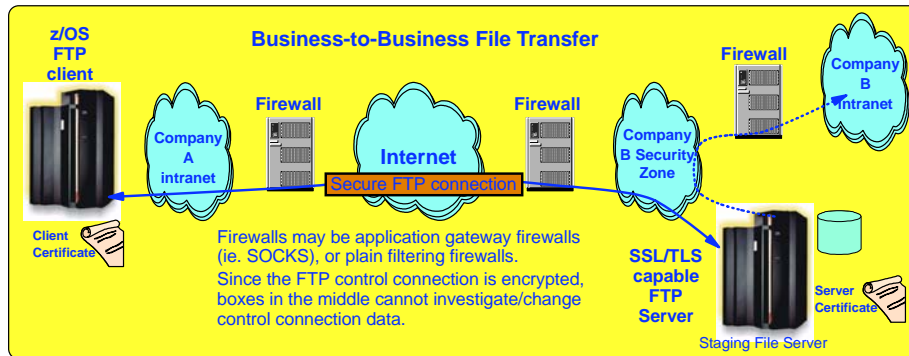 Business-to-Business File Transfer
z/OS
FTP
client
Firewall
Firewall
Firewall
Company
B
intranet
Company
A
intranet
Internet
Company
B Security
Zone
Secure FTP connection
Client
Certificate
Firewalls may be application gateway firewalls
(ie. SOCKS), or plain filtering firewalls.
Since the FTP control connection is encrypted,
boxes in the middle cannot investigate/change
control connection data.
SSL/TLS
capable
FTP
Server
Server
Certificate
Staging File Server